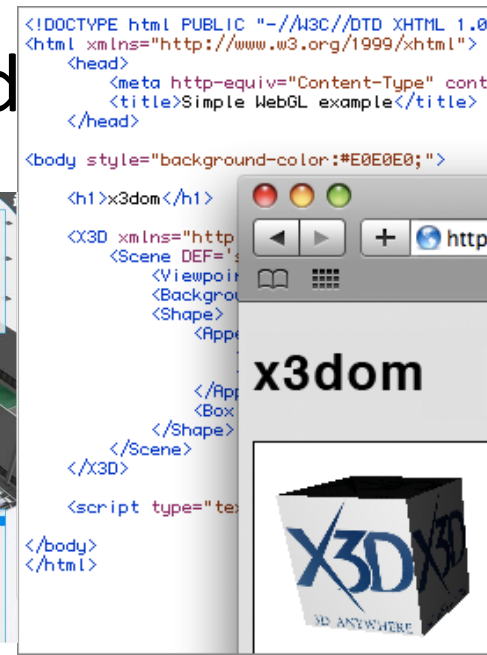 d
<!DOCTYPE html PUBLIC "-//W3C//DTD XHTML 1.0
<html xmlns="http://www.w3.org/1999/xhtml">
<head>
<meta http-equiv="Content-Type" cont
<title>Simple WebGL example</title>
</head>
<body style="background-color:#E0E0E0;">
<h1>x3dom</h1>
<X3D xmlns="http
<Scene DEF='s
<Viewpoin
<Backgrou
<Shape>
<Appe
</App
<Box
</Shape>
</Scene>
</X3D>
<script type="te
</body>
</html>
http
x3dom
X3D
3D ANYWHERE
X3D